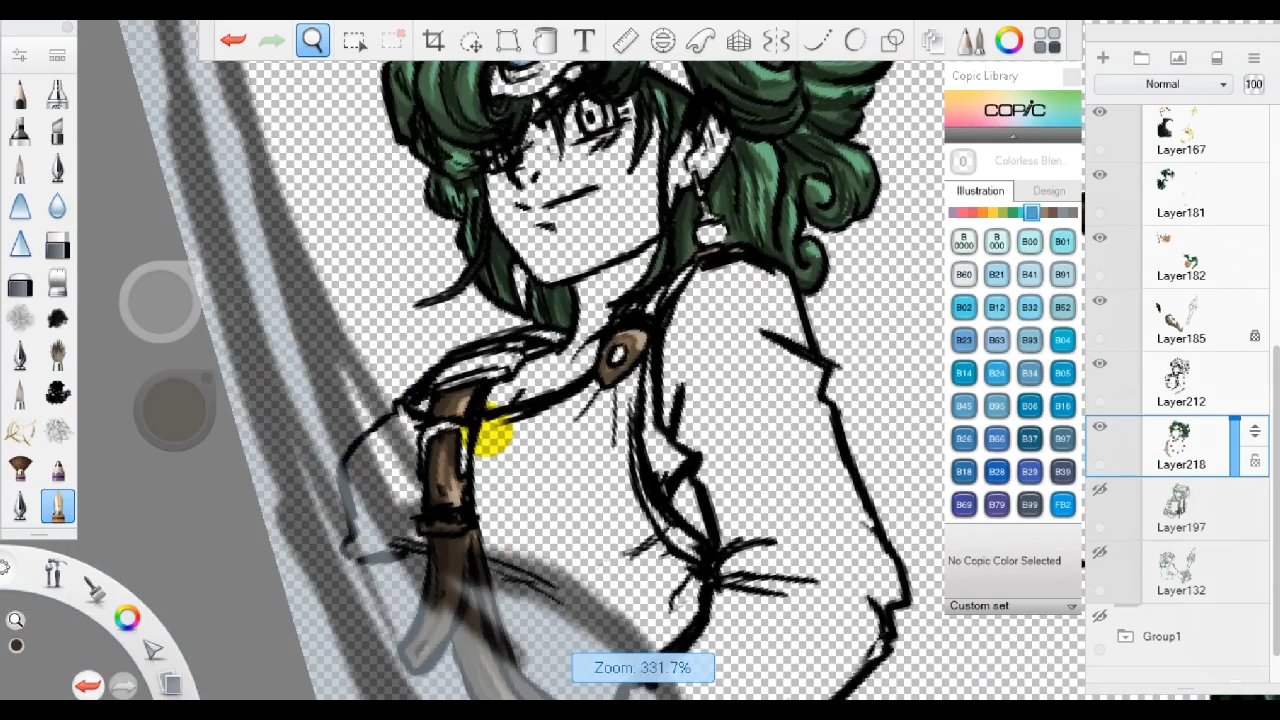 Copic Library
COPIC
0 Colorless Blen...
Illustration Design
B 0000 B 000 B00 B01
B60 B21 B41 B91
B02 B12 B32 B52
B23 B63 B93 B04
B14 B24 B34 B05
B45 B95 B06 B16
B26 B66 B37 B97
B18 B28 B29 B39
B69 B79 B99 FB2
No Copic Color Selected
Custom set
Normal 100
Layer167
Layer181
Layer182
Layer185
Layer212
Layer218
Layer197
Layer132
Group1
Zoom: 331.7%